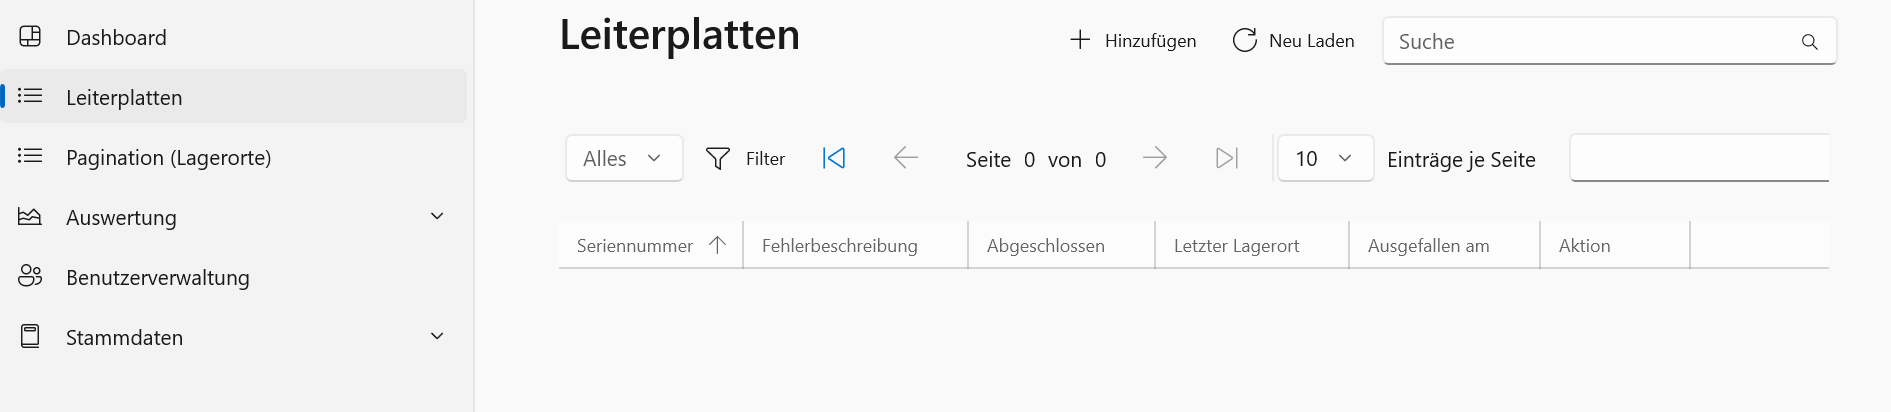 Dashboard
Leiterplatten
Pagination (Lagerorte)
Auswertung
Benutzerverwaltung
Stammdaten
Leiterplatten
Hinzufügen
Neu Laden
Suche
Alles
Filter
Seite 0 von 0
10
Einträge je Seite
Seriennummer
Fehlerbeschreibung
Abgeschlossen
Letzter Lagerort
Ausgefallen am
Aktion